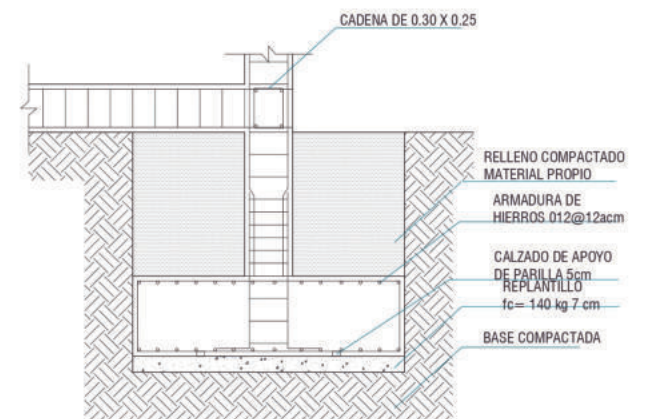 CADENA DE 0.30 X 0.25
RELLENO COMPACTADO
MATERIAL PROPIO
ARMADURA DE
HIERROS 012@12acm
CALZADO DE APOYO
DE PARILLA 5cm
REPLANTILLO
fc= 140 kg 7 cm
BASE COMPACTADA